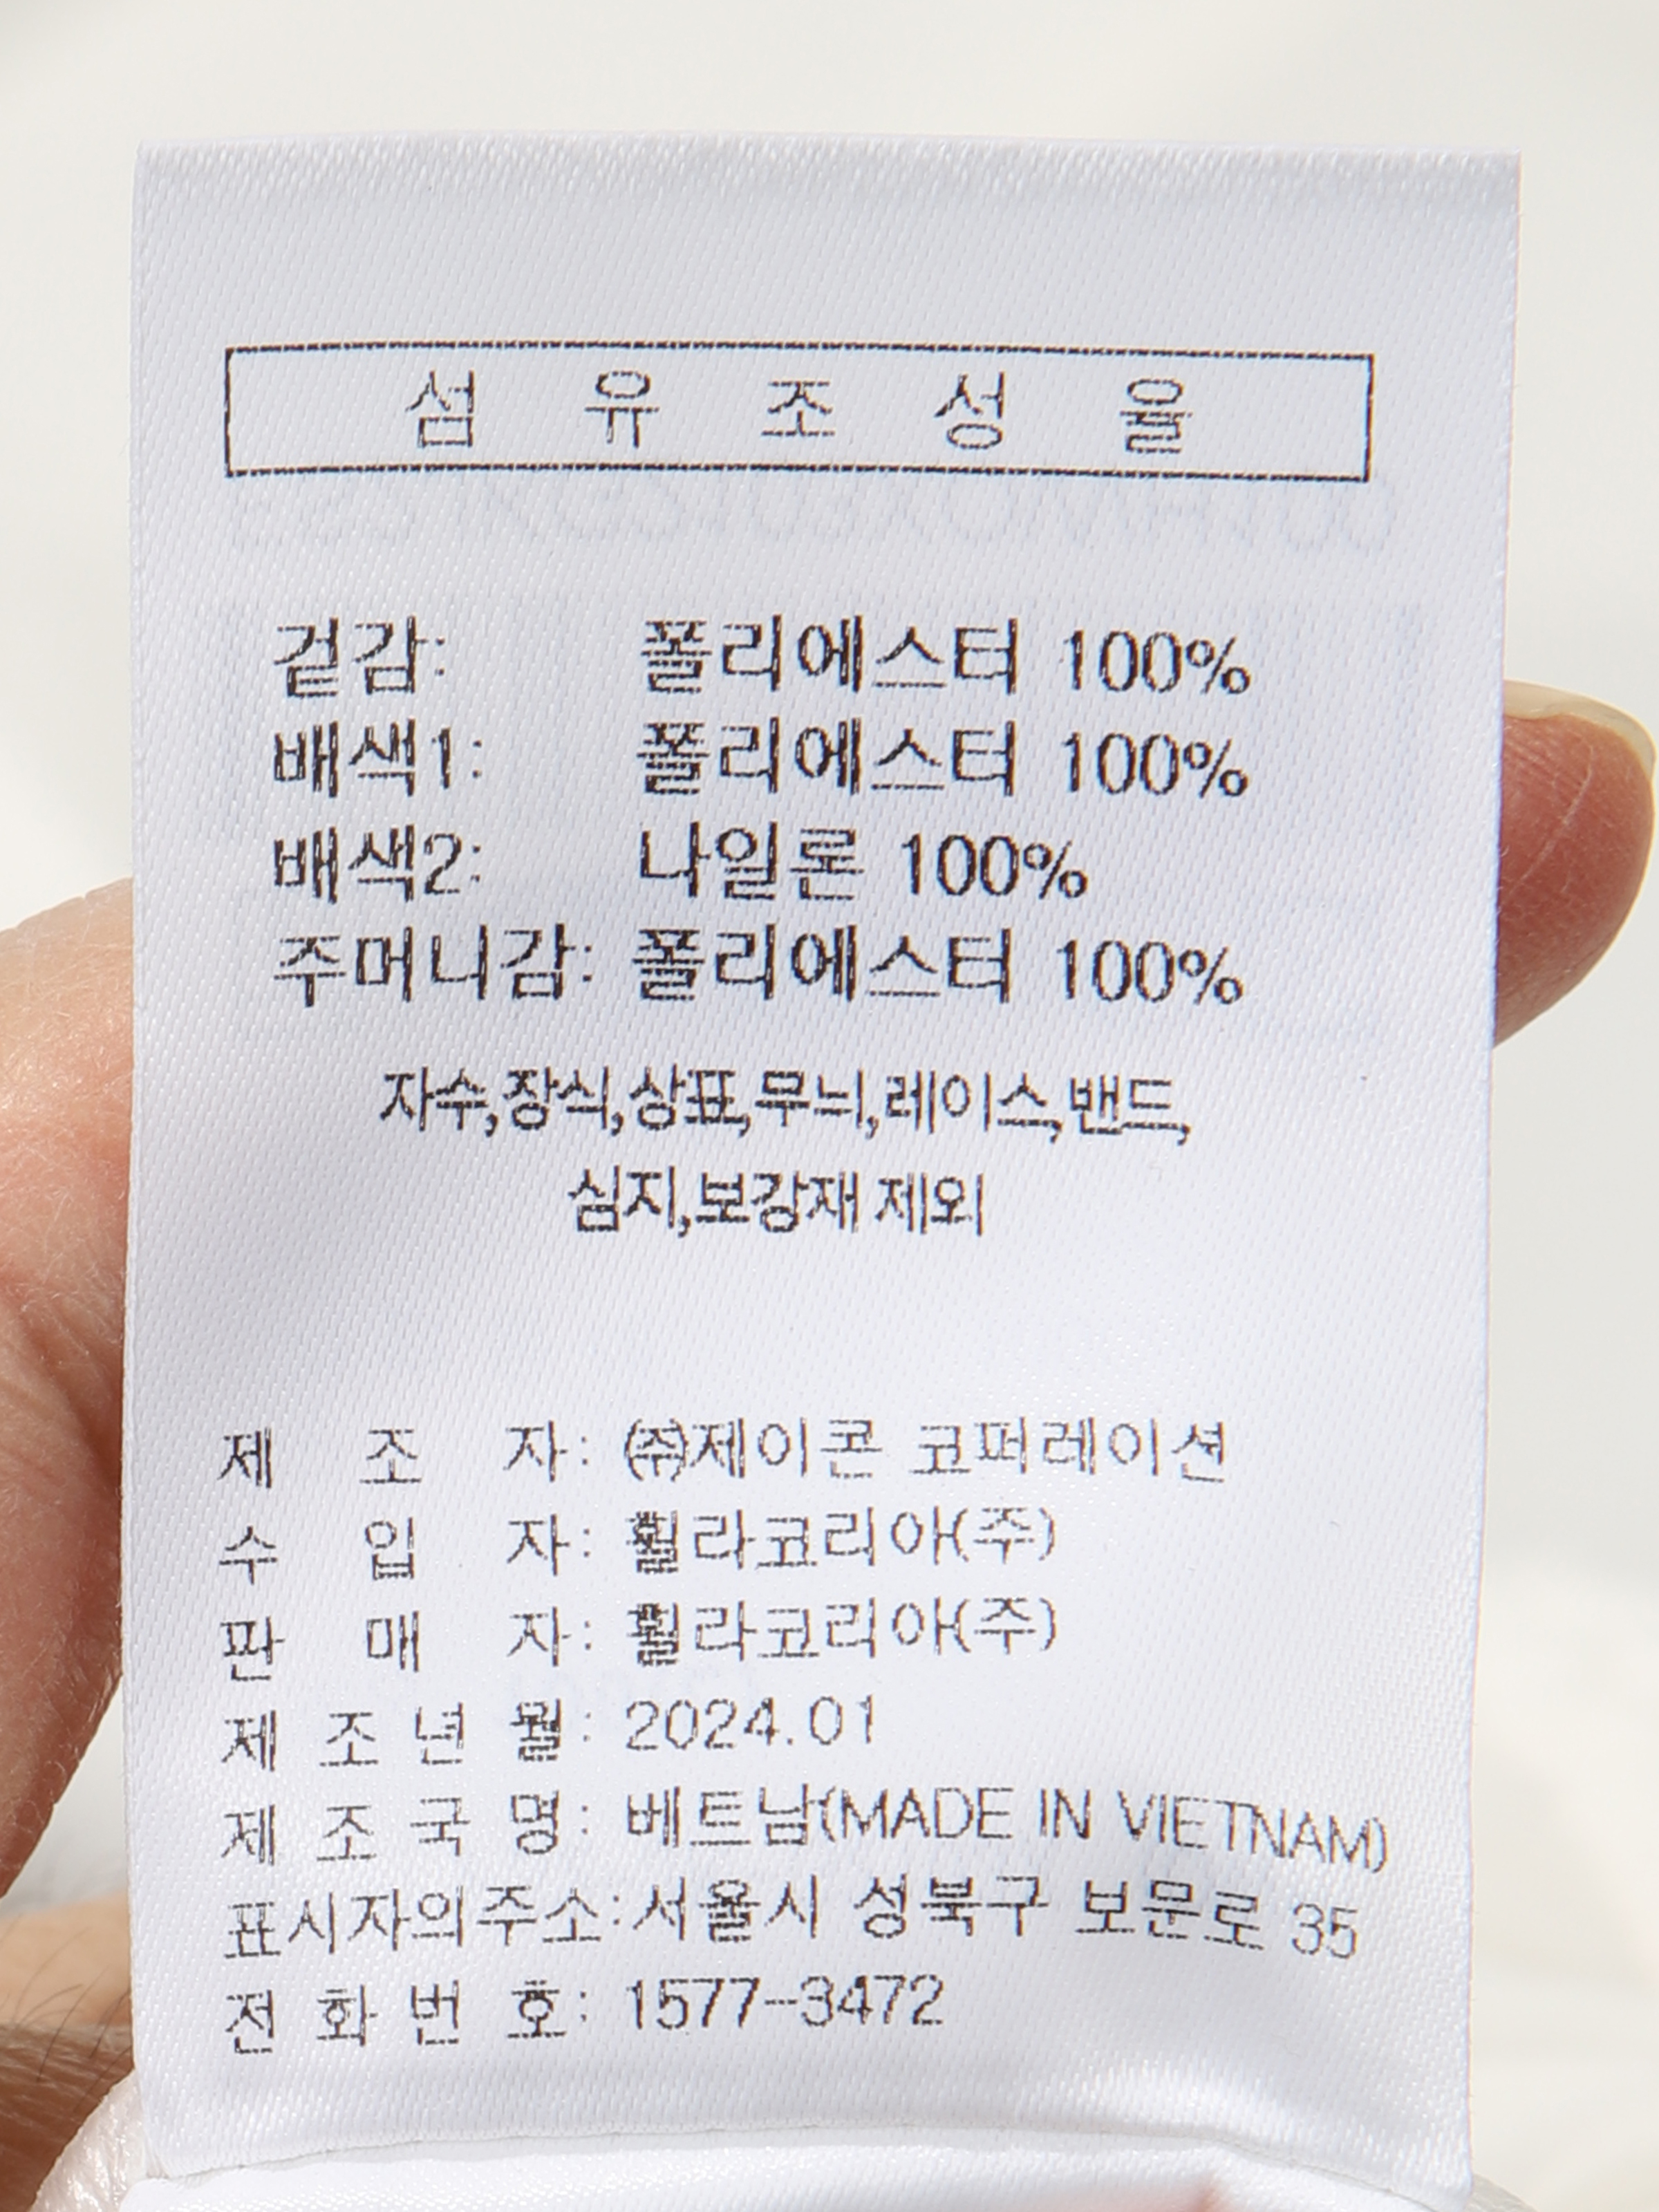 섬 유 조 성 율
겉감: 폴리에스터 100%
배색1: 폴리에스터 100%
배색2: 나일론 100%
주머니감: 폴리에스터 100%
자수,장식,상표,무늬,레이스,밴드,
심지,보강재 제외
제 조 자: (주)제이콘 코퍼레이션
수 입 자: 휠라코리아(주)
판 매 자: 휠라코리아(주)
제 조 년 월: 2024.01
제 조 국 명: 베트남(MADE IN VIETNAM)
표시자의주소:서울시 성북구 보문로 35
전 화 번 호: 1577-3472